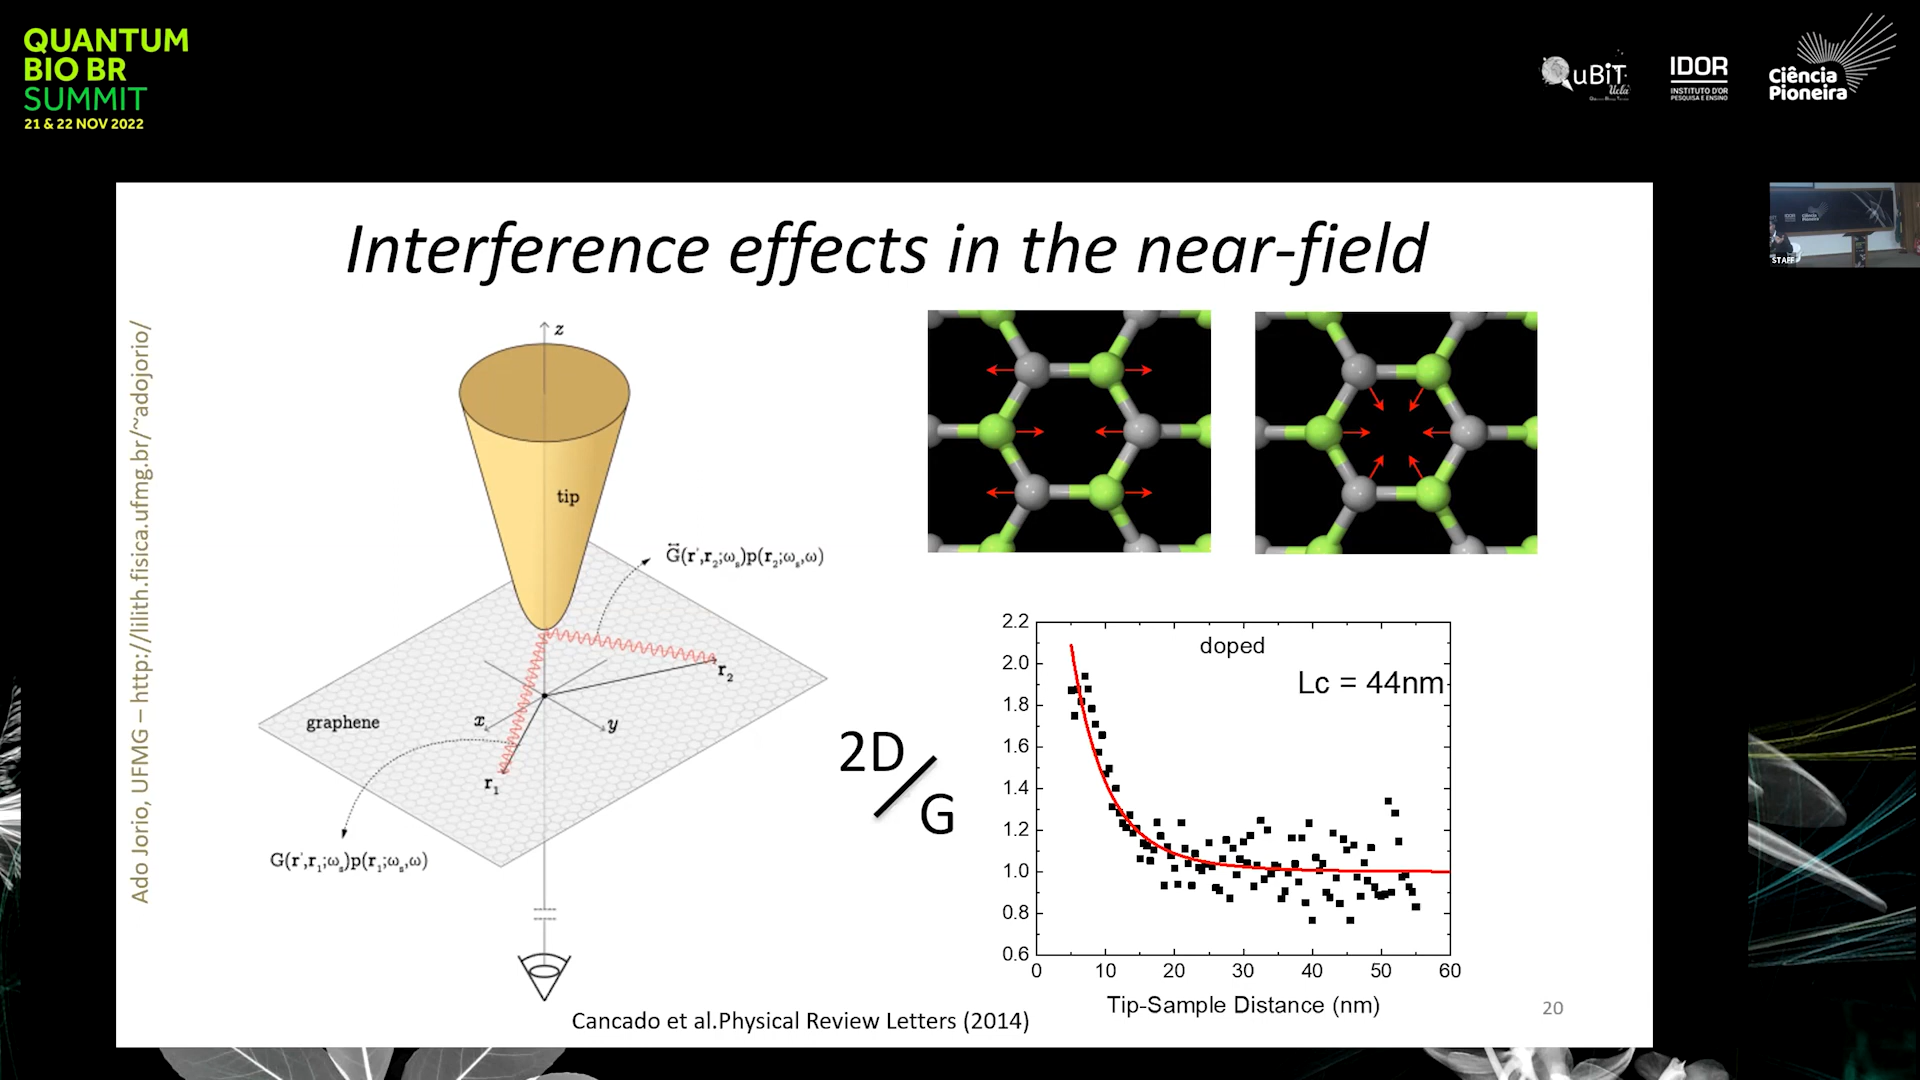 QUANTUM
BIO BR
SUMMIT
21 & 22 NOV 2022
QuBiT
Ucla
IDOR
INSTITUTO D'OR
PESQUISA E ENSINO
Ciência
Pioneira
STAFF
Interference effects in the near-field
Ado Jorio, UFMG – http://lilith.fisica.ufmg.br/~adojorio/
z
tip
G⃡(r',r₂;ωₛ)p(r₂;ωₛ,ω)
r₂
graphene
x
y
r₁
G(r',r₁;ωₛ)p(r₁;ωₛ,ω)
2D/G
2.2
2.0
1.8
1.6
1.4
1.2
1.0
0.8
0.6
doped
Lc = 44nm
0 10 20 30 40 50 60
Tip-Sample Distance (nm)
Cancado et al.Physical Review Letters (2014)
20